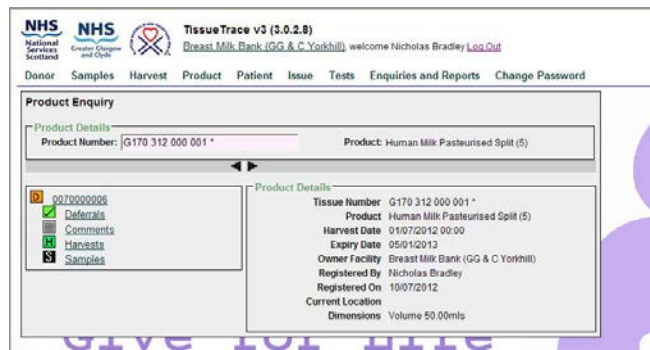 NHS
National
Services
Scotland
NHS
Greater Glasgow
and Clyde
TissueTrace v3 (3.0.2.8)
Breast Milk Bank (GG & C Yorkhill), welcome Nicholas Bradley Log Out
Donor Samples Harvest Product Patient Issue Tests Enquiries and Reports Change Password
Product Enquiry
Product Details
Product Number: G170 312 000 001 * Product: Human Milk Pasteurised Split (5)
0070000006
Deferrals
Comments
H Harvests
S Samples
Product Details
Tissue Number G170 312 000 001 *
Product Human Milk Pasteurised Split (5)
Harvest Date 01/07/2012 00:00
Expiry Date 05/01/2013
Owner Facility Breast Milk Bank (GG & C Yorkhill)
Registered By Nicholas Bradley
Registered On 10/07/2012
Current Location
Dimensions Volume 50.00mls
Give for Life